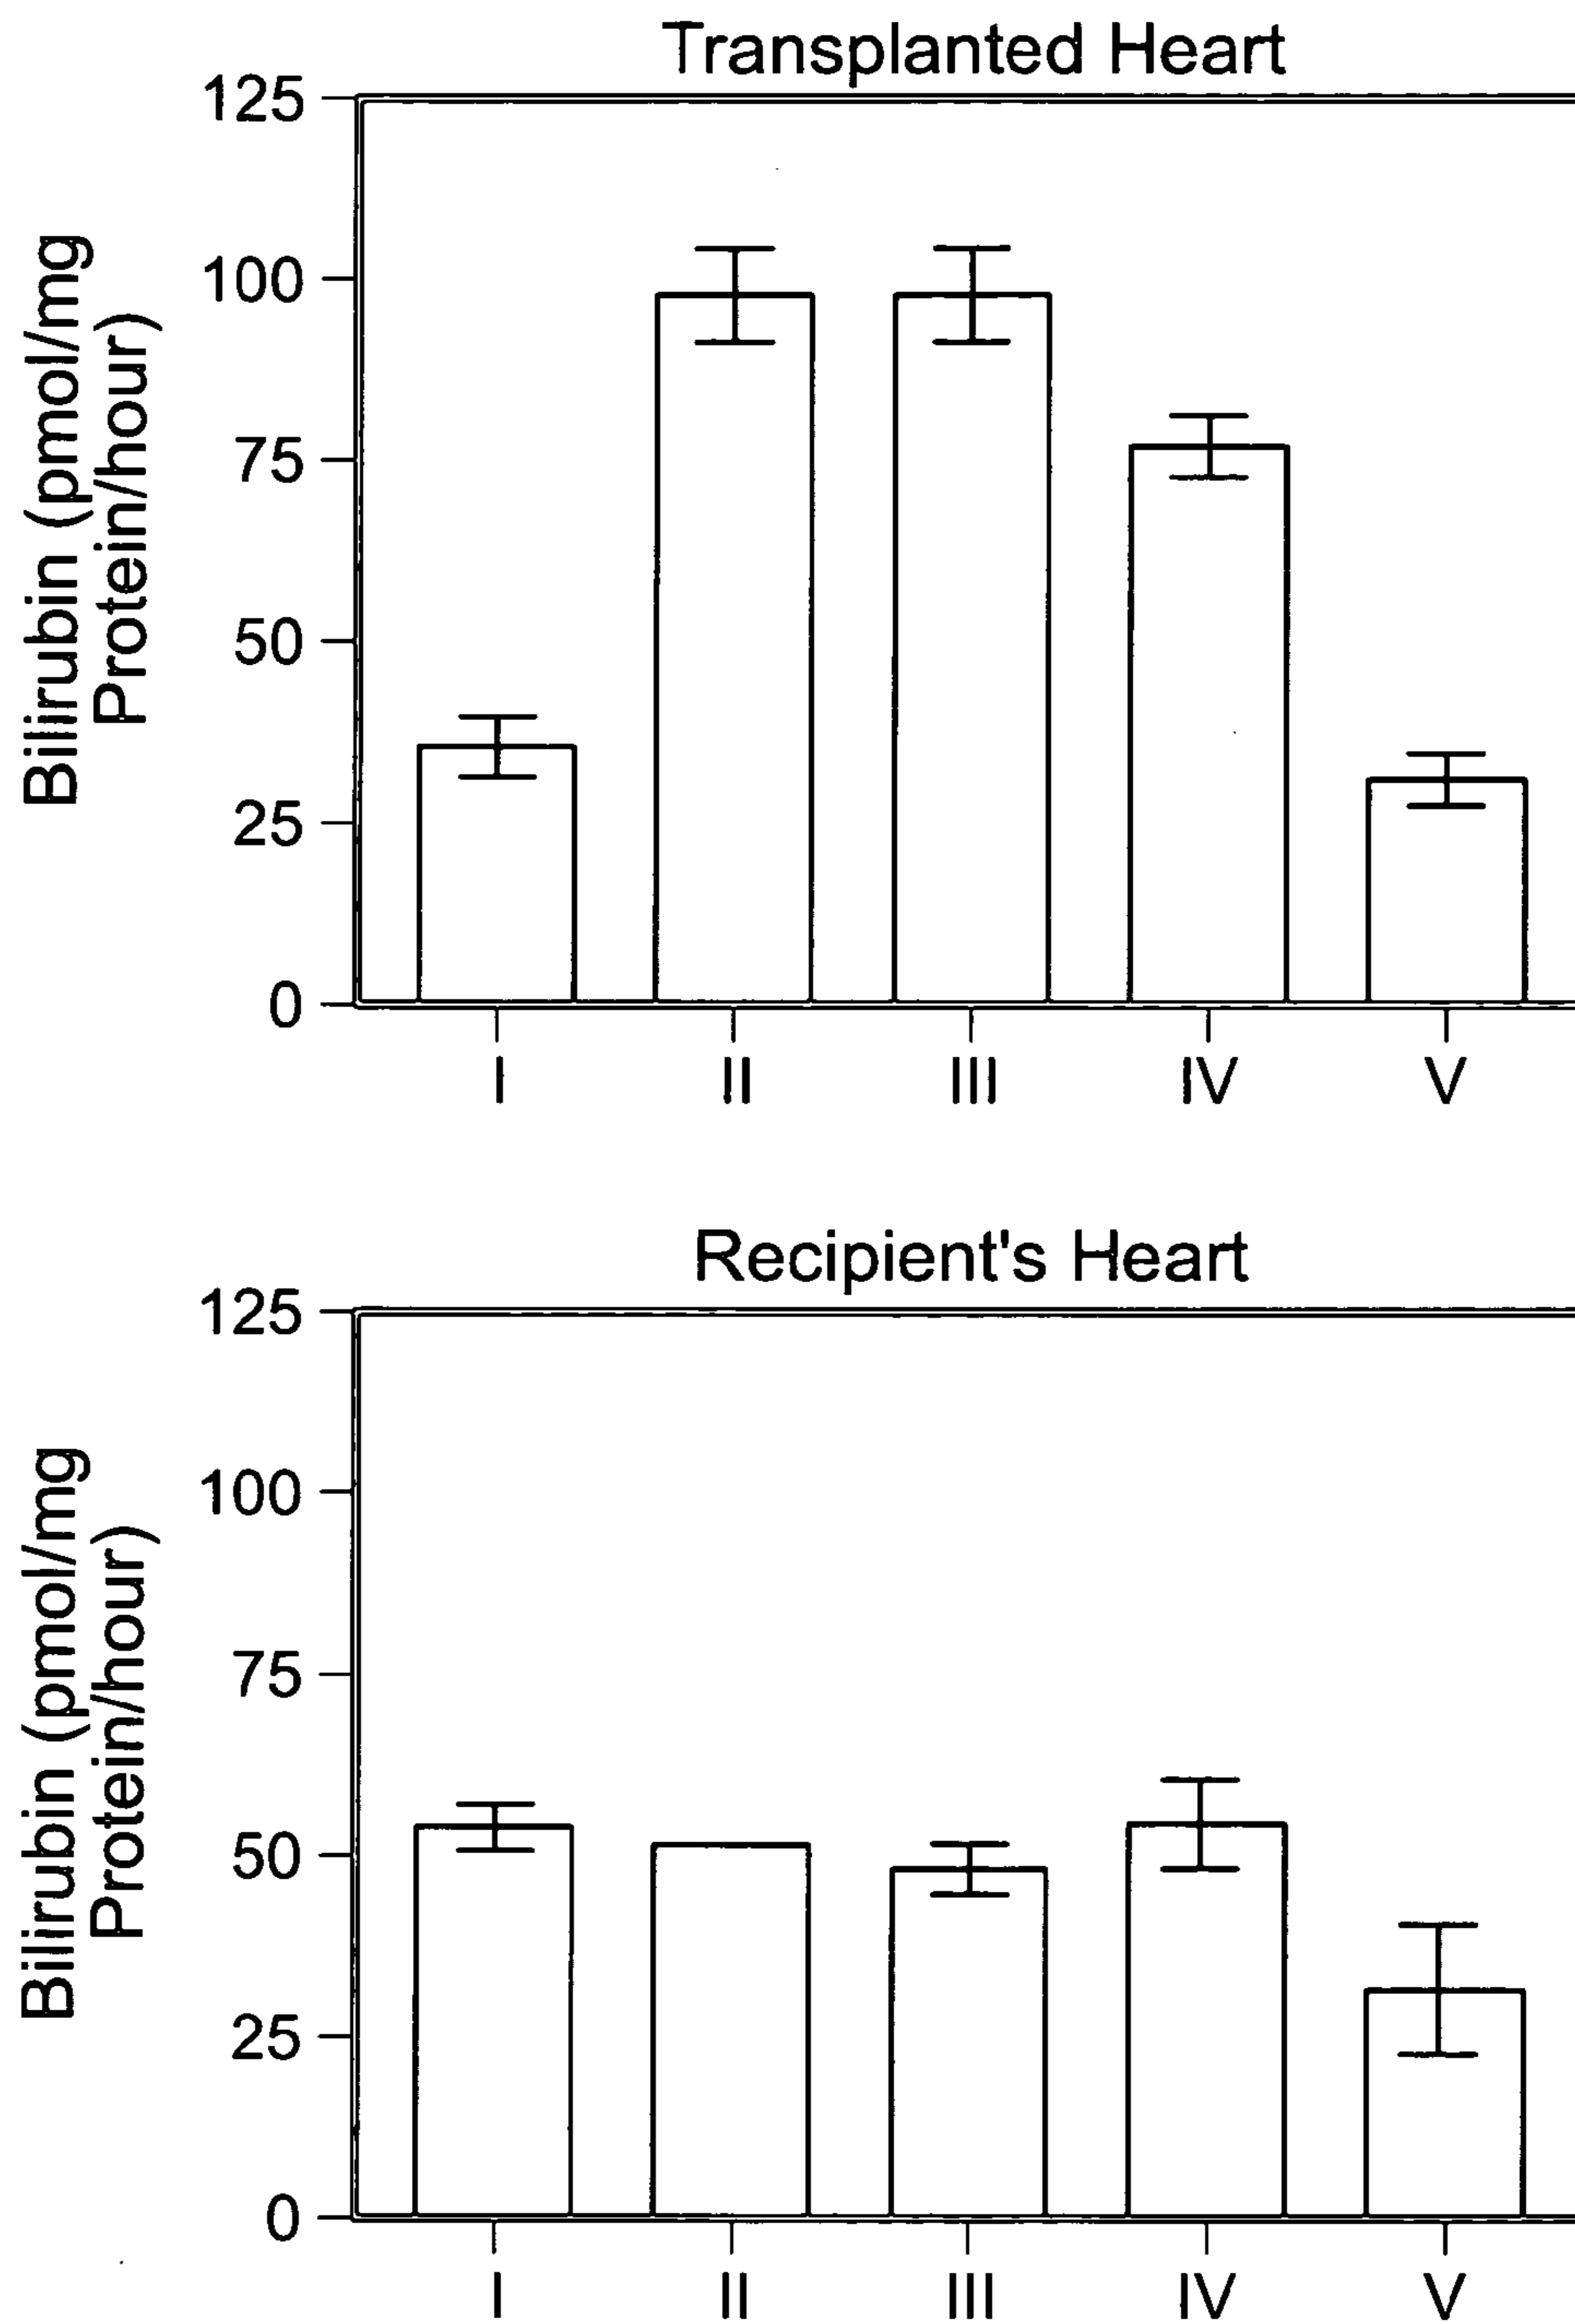 Transplanted Heart
Bilirubin (pmol/mg
Protein/hour)
125
100
75
50
25
0
I II III IV V
Recipient's Heart
Bilirubin (pmol/mg
Protein/hour)
125
100
75
50
25
0
I II III IV V